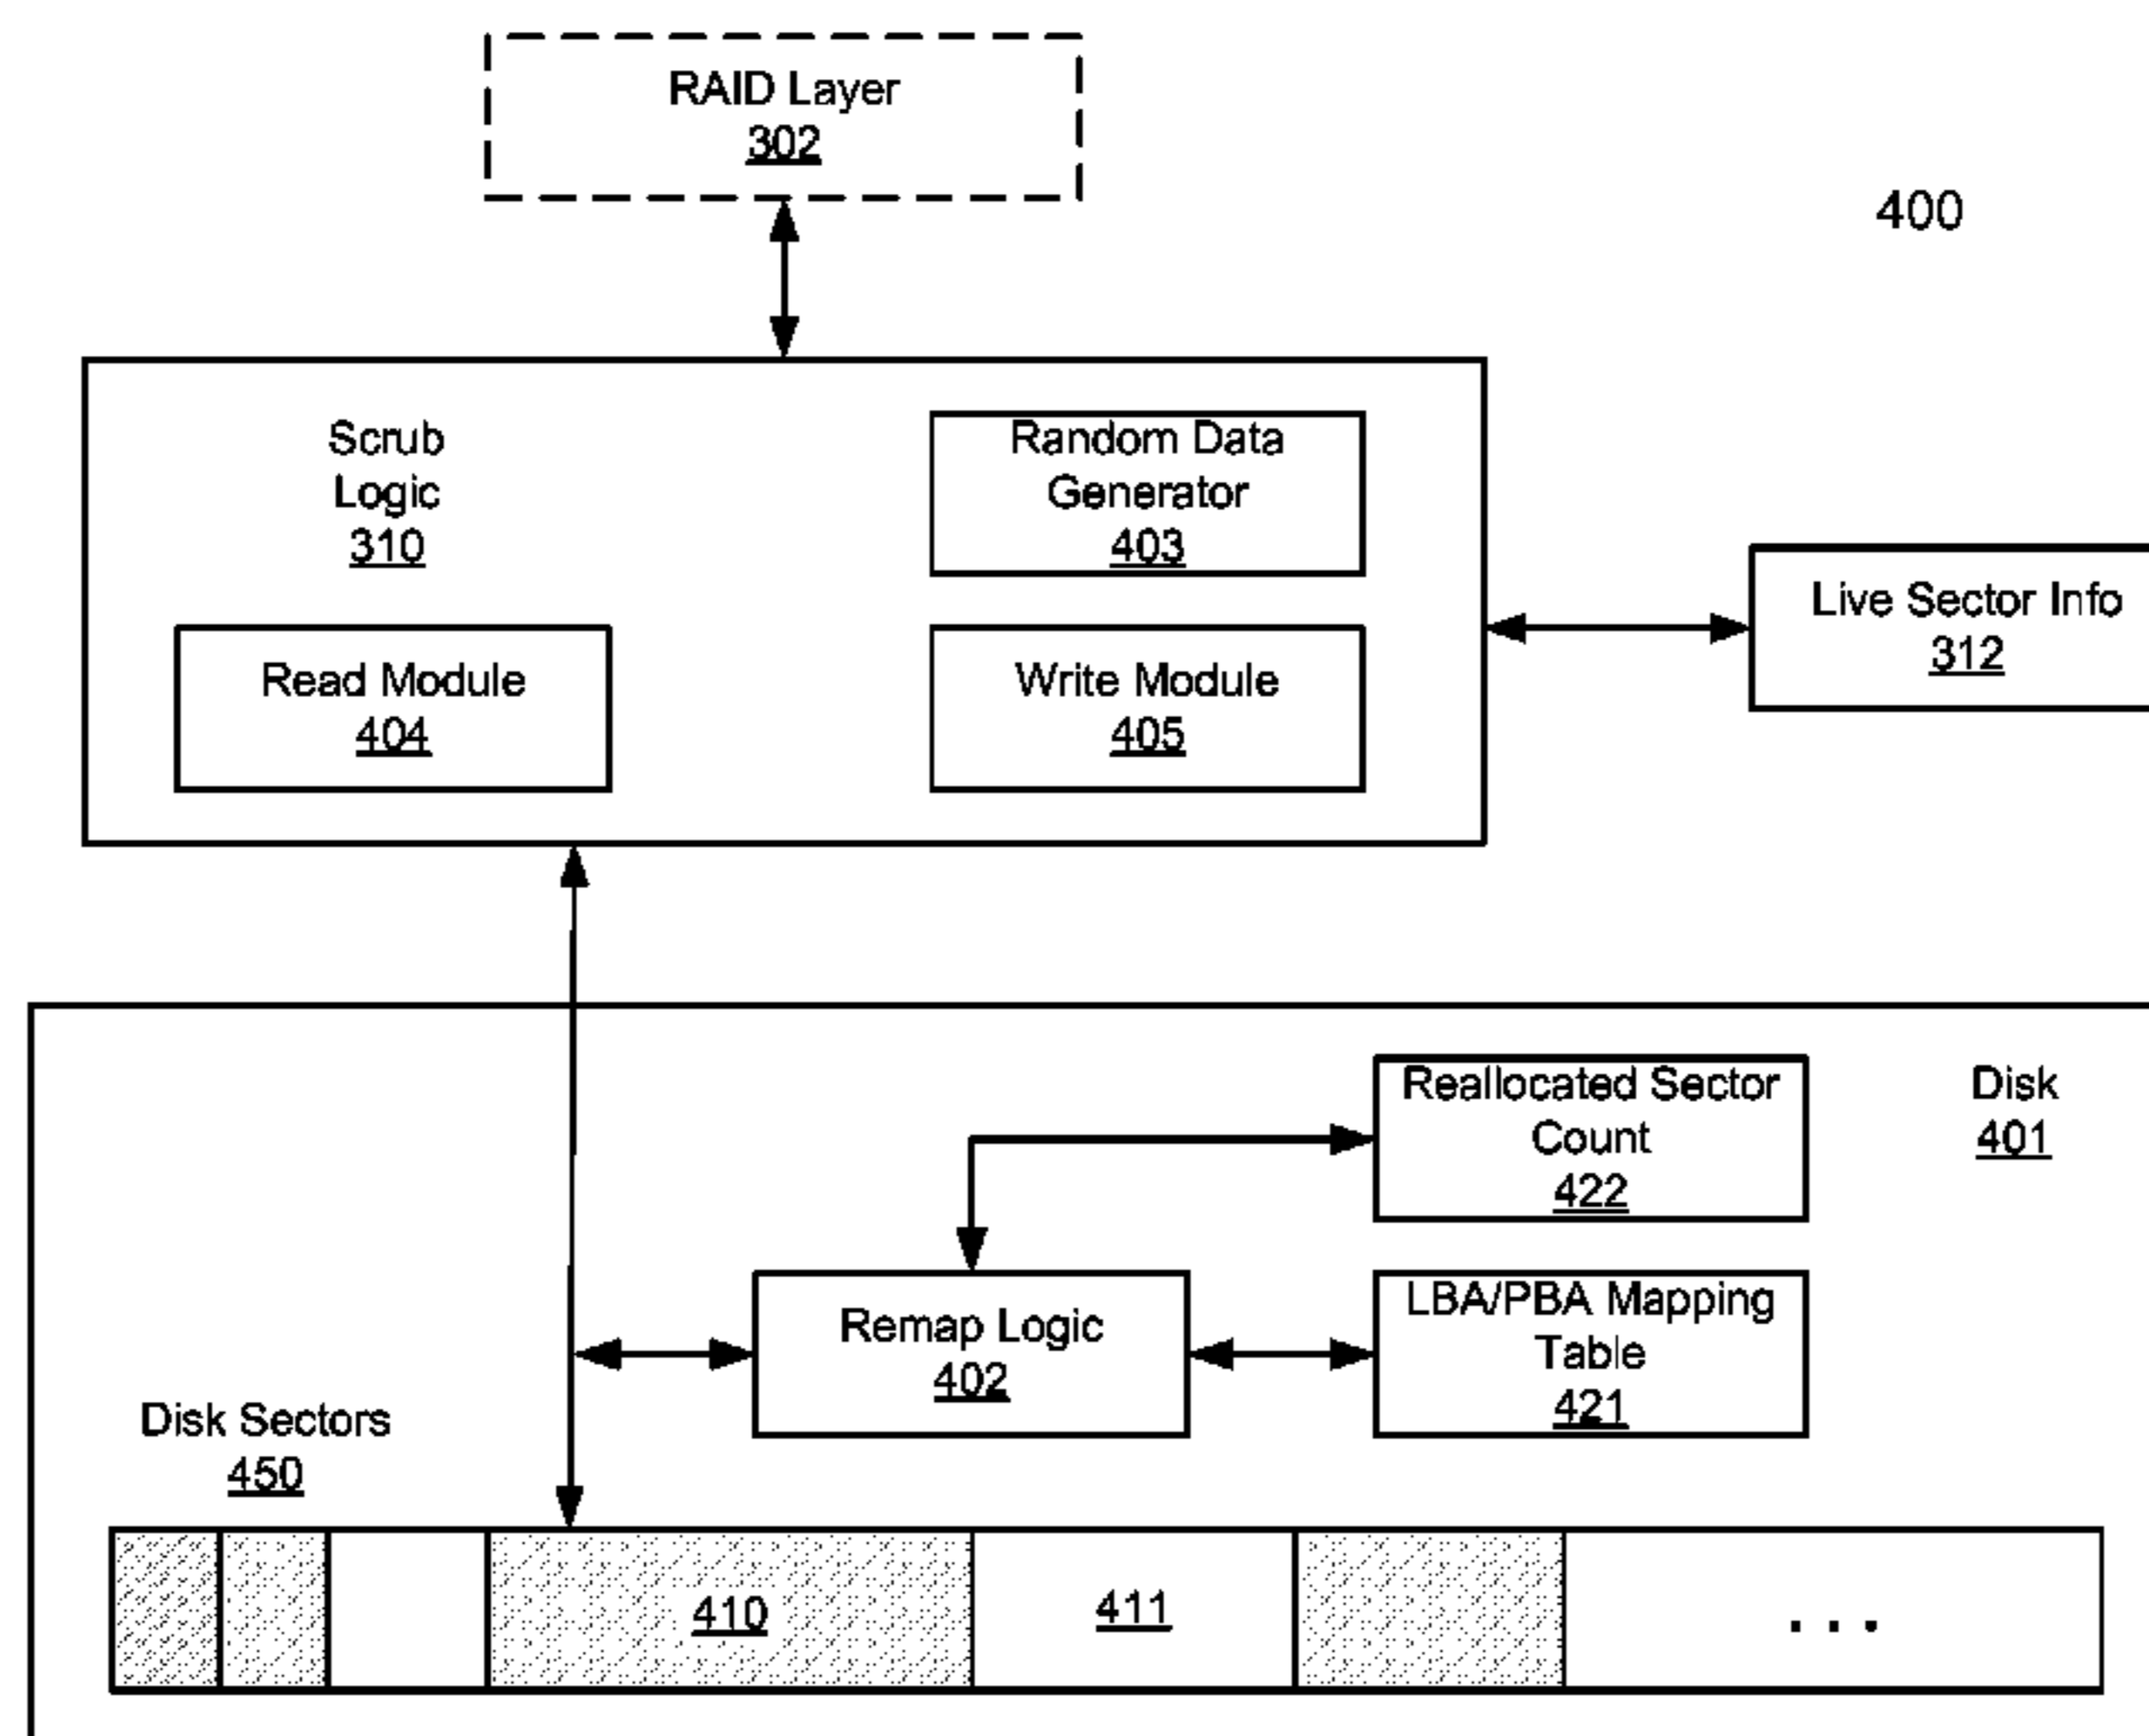 RAID Layer
302
400
Scrub
Logic
310
Random Data
Generator
403
Read Module
404
Write Module
405
Live Sector Info
312
Reallocated Sector
Count
422
Disk
401
Remap Logic
402
LBA/PBA Mapping
Table
421
Disk Sectors
450
410
411
. . .